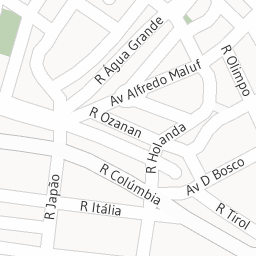 R Água Grande
Av Alfredo Maluf
R Olimpo
R Ozanan
R Holanda
Av D Bosco
R Colúmbia
R Japão
R Itália
R Tirol